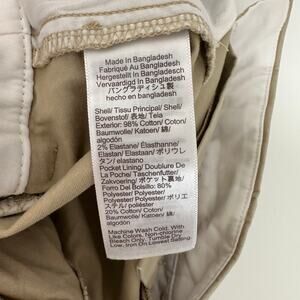 Made In Bangladesh
Fabriqué Au Bangladesh
Hergestellt In Bangladesch
Vervaardigd In Bangladesh
バングラディシュ製
hecho en bangladesh
Shell/ Tissu Principal/ Shell/
Bovenstof/ 表地/ Tela
Exterior: 98% Cotton/ Coton/
Baumwolle/ Katoen/ 綿/
algodón
2% Elastane/ Élasthanne/
Elastan/ Elastaan/ ポリウレ
タン/ elastano
Pocket Lining/ Doublure De
La Poche/ Taschenfutter/
Zakvoering/ ポケット裏地/
Forro Del Bolsillo: 80%
Polyester/ Polyester/
Polyester/ Polyester/ ポリエ
ステル/ poliéster
20% Cotton/ Coton/
Baumwolle/ Katoen/ 綿/
algodón
Machine Wash Cold, With
Like Colors, Non-chlorine
Bleach Only, Tumble Dry
Low, Iron On Lowest Setting.